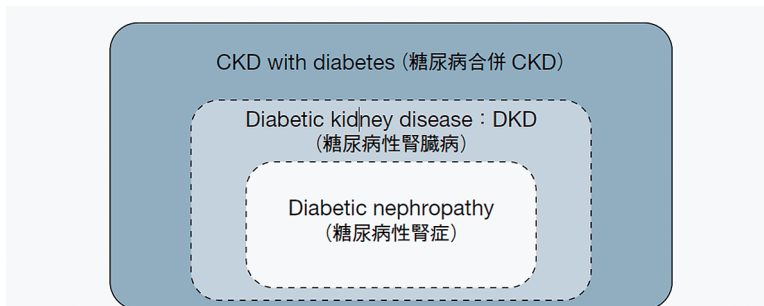 CKD with diabetes（糖尿病合併 CKD）
Diabetic kidney disease：DKD
（糖尿病性腎臓病）
Diabetic nephropathy
（糖尿病性腎症）